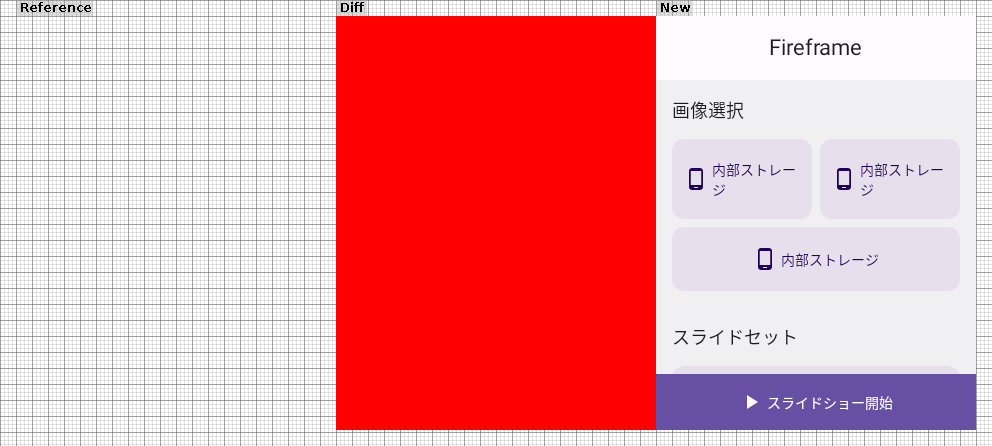 Reference
Diff
New
Fireframe
画像選択
内部ストレー
ジ
内部ストレー
ジ
内部ストレージ
スライドセット
スライドショー開始